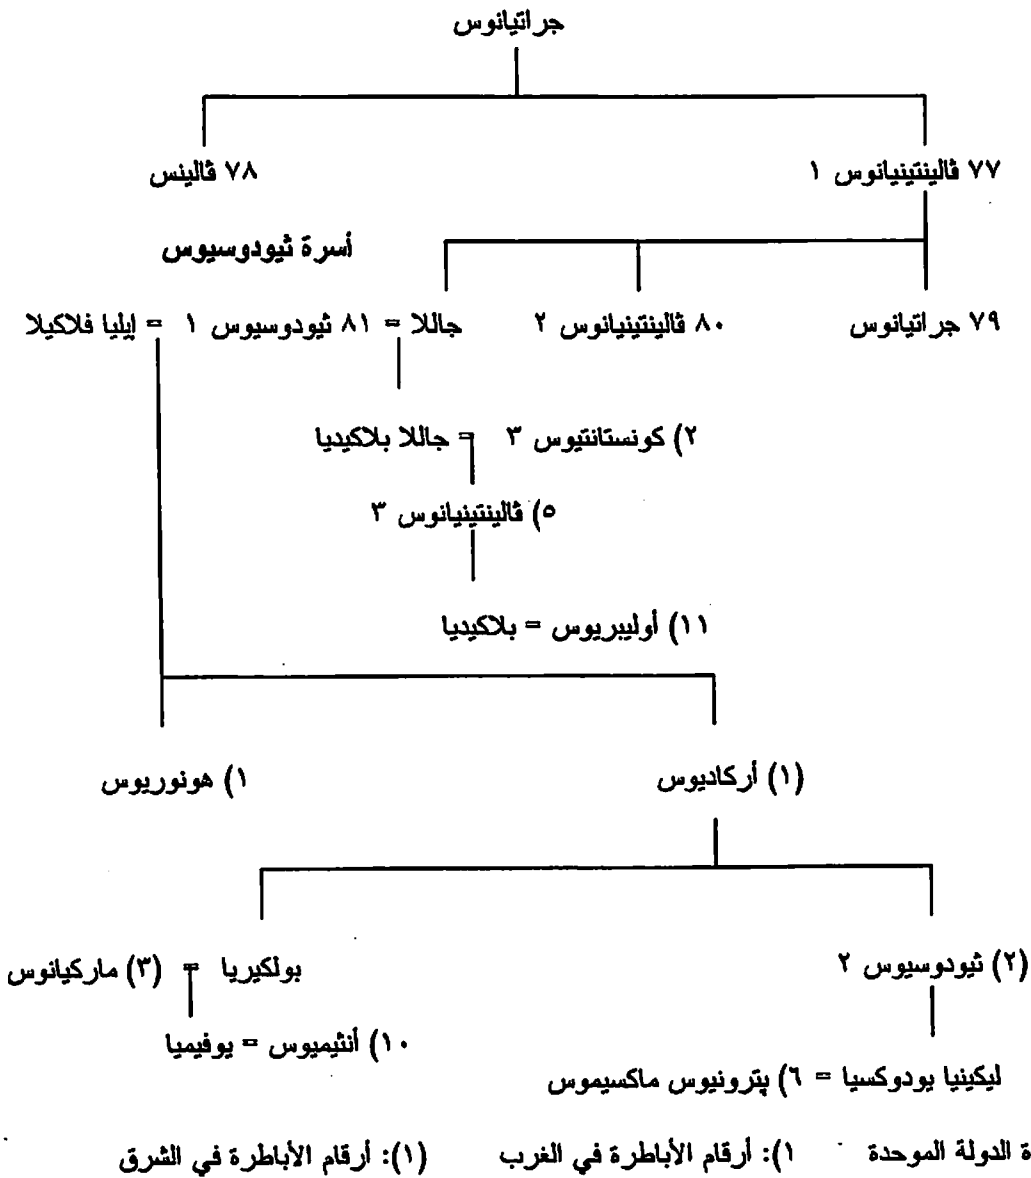 جراتيانوس
٧٧ ڤالينتينيانوس ١ ٧٨ ڤالينس
أسرة ثيودوسيوس
٧٩ جراتيانوس ٨٠ ڤالينتينيانوس ٢ جاللا = ٨١ ثيودوسيوس ١ = إيليا فلاكيلا
٢) كونستانتيوس ٣ = جاللا بلاكيديا
٥) ڤالينتينيانوس ٣
١١) أوليبريوس = بلاكيديا
(١) أركاديوس ١) هونوريوس
(٢) ثيودوسيوس ٢ بولكيريا = (٣) ماركيانوس
١٠) أنثيميوس = يوفيميا
ليكينيا يودوكسيا = ٦) پترونيوس ماكسيموس
ة الدولة الموحدة ١): أرقام الأباطرة في الغرب (١): أرقام الأباطرة في الشرق